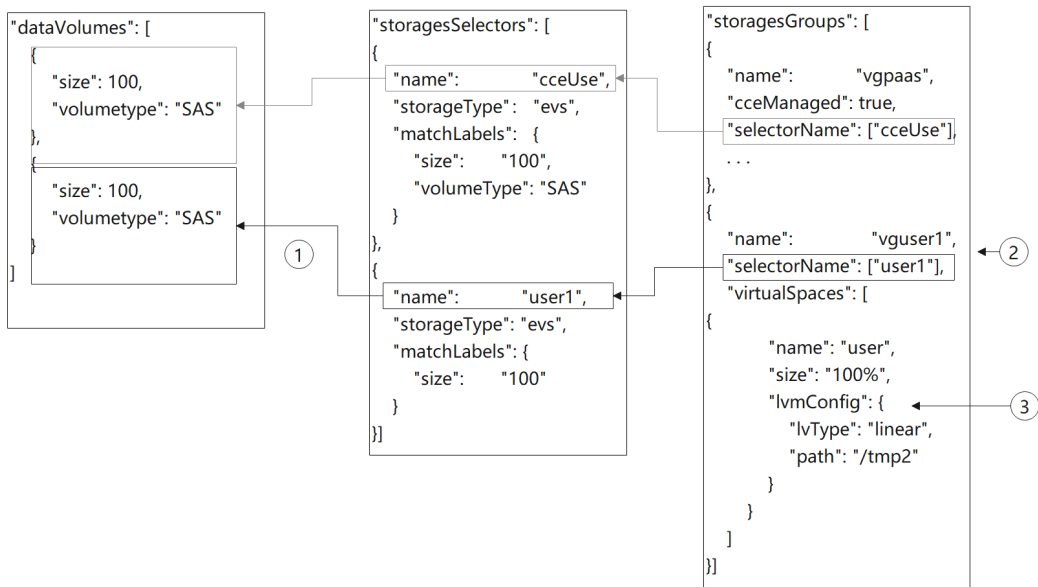 "dataVolumes": [
{
"size": 100,
"volumetype": "SAS"
},
{
"size": 100,
"volumetype": "SAS"
}
]
1
"storagesSelectors": [
{
"name": "cceUse",
"storageType": "evs",
"matchLabels": {
"size": "100",
"volumeType": "SAS"
}
},
{
"name": "user1",
"storageType": "evs",
"matchLabels": {
"size": "100"
}
}]
"storagesGroups": [
{
"name": "vgpaas",
"cceManaged": true,
"selectorName": ["cceUse"],
. . .
},
{
"name": "vguser1",
"selectorName": ["user1"],
"virtualSpaces": [
{
"name": "user",
"size": "100%",
"lvmConfig": {
"lvType": "linear",
"path": "/tmp2"
}
}
]
}]
2
3